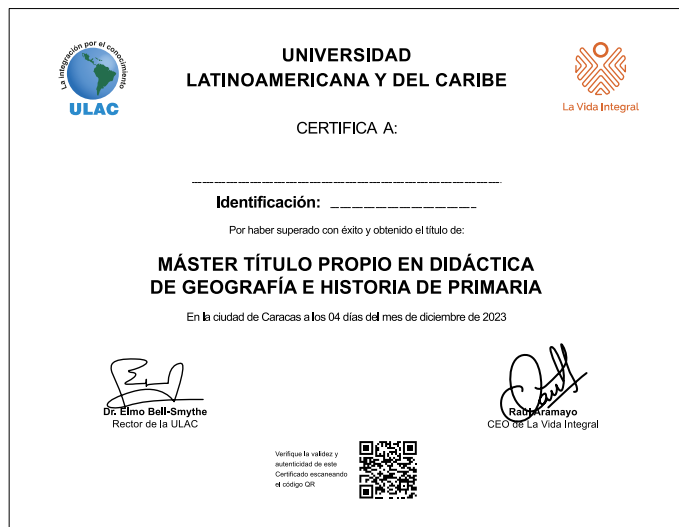 La integración por el conocimiento
ULAC
UNIVERSIDAD
LATINOAMERICANA Y DEL CARIBE
La Vida Integral
CERTIFICA A:
Identificación:
Por haber superado con éxito y obtenido el título de:
MÁSTER TÍTULO PROPIO EN DIDÁCTICA
DE GEOGRAFÍA E HISTORIA DE PRIMARIA
En la ciudad de Caracas a los 04 días del mes de diciembre de 2023
Dr. Elmo Bell-Smythe
Rector de la ULAC
Raúl Aramayo
CEO de La Vida Integral
Verifique la validez y
autenticidad de este
Certificado escaneando
el código QR